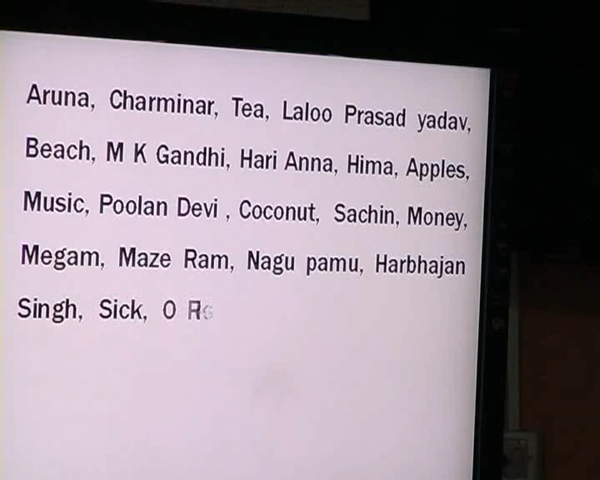 Aruna, Charminar, Tea, Laloo Prasad yadav,
Beach, M K Gandhi, Hari Anna, Hima, Apples,
Music, Poolan Devi , Coconut, Sachin, Money,
Megam, Maze Ram, Nagu pamu, Harbhajan
Singh, Sick, O